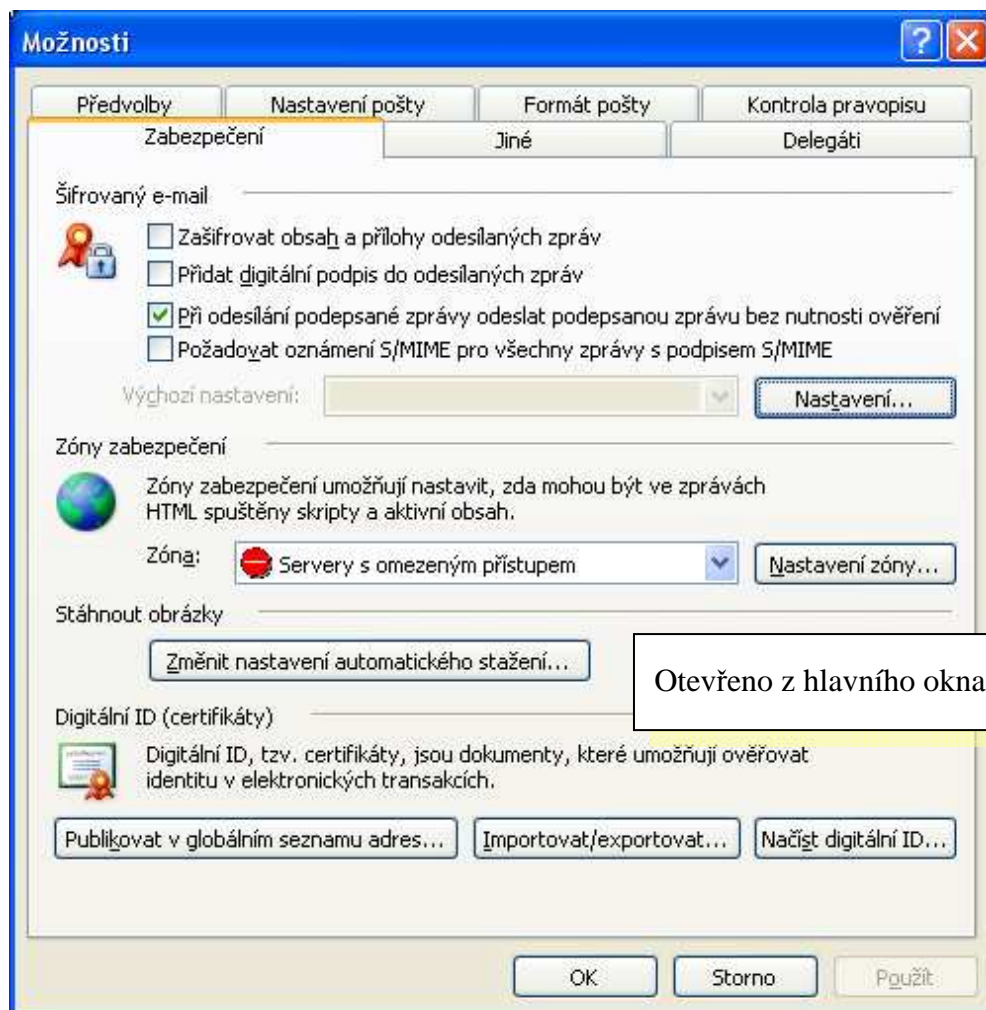 Možnosti
Předvolby Nastavení pošty Formát pošty Kontrola pravopisu
Zabezpečení Jiné Delegáti
Šifrovaný e-mail
Zašifrovat obsah a přílohy odesílaných zpráv
Přidat digitální podpis do odesílaných zpráv
Při odesílání podepsané zprávy odeslat podepsanou zprávu bez nutnosti ověření
Požadovat oznámení S/MIME pro všechny zprávy s podpisem S/MIME
Výchozí nastavení: Nastavení...
Zóny zabezpečení
Zóny zabezpečení umožňují nastavit, zda mohou být ve zprávách
HTML spuštěny skripty a aktivní obsah.
Zóna: Servery s omezeným přístupem Nastavení zóny...
Stáhnout obrázky
Změnit nastavení automatického stažení...
Otevřeno z hlavního okna
Digitální ID (certifikáty)
Digitální ID, tzv. certifikáty, jsou dokumenty, které umožňují ověřovat
identitu v elektronických transakcích.
Publikovat v globálním seznamu adres... Importovat/exportovat... Načíst digitální ID...
OK Storno Použít